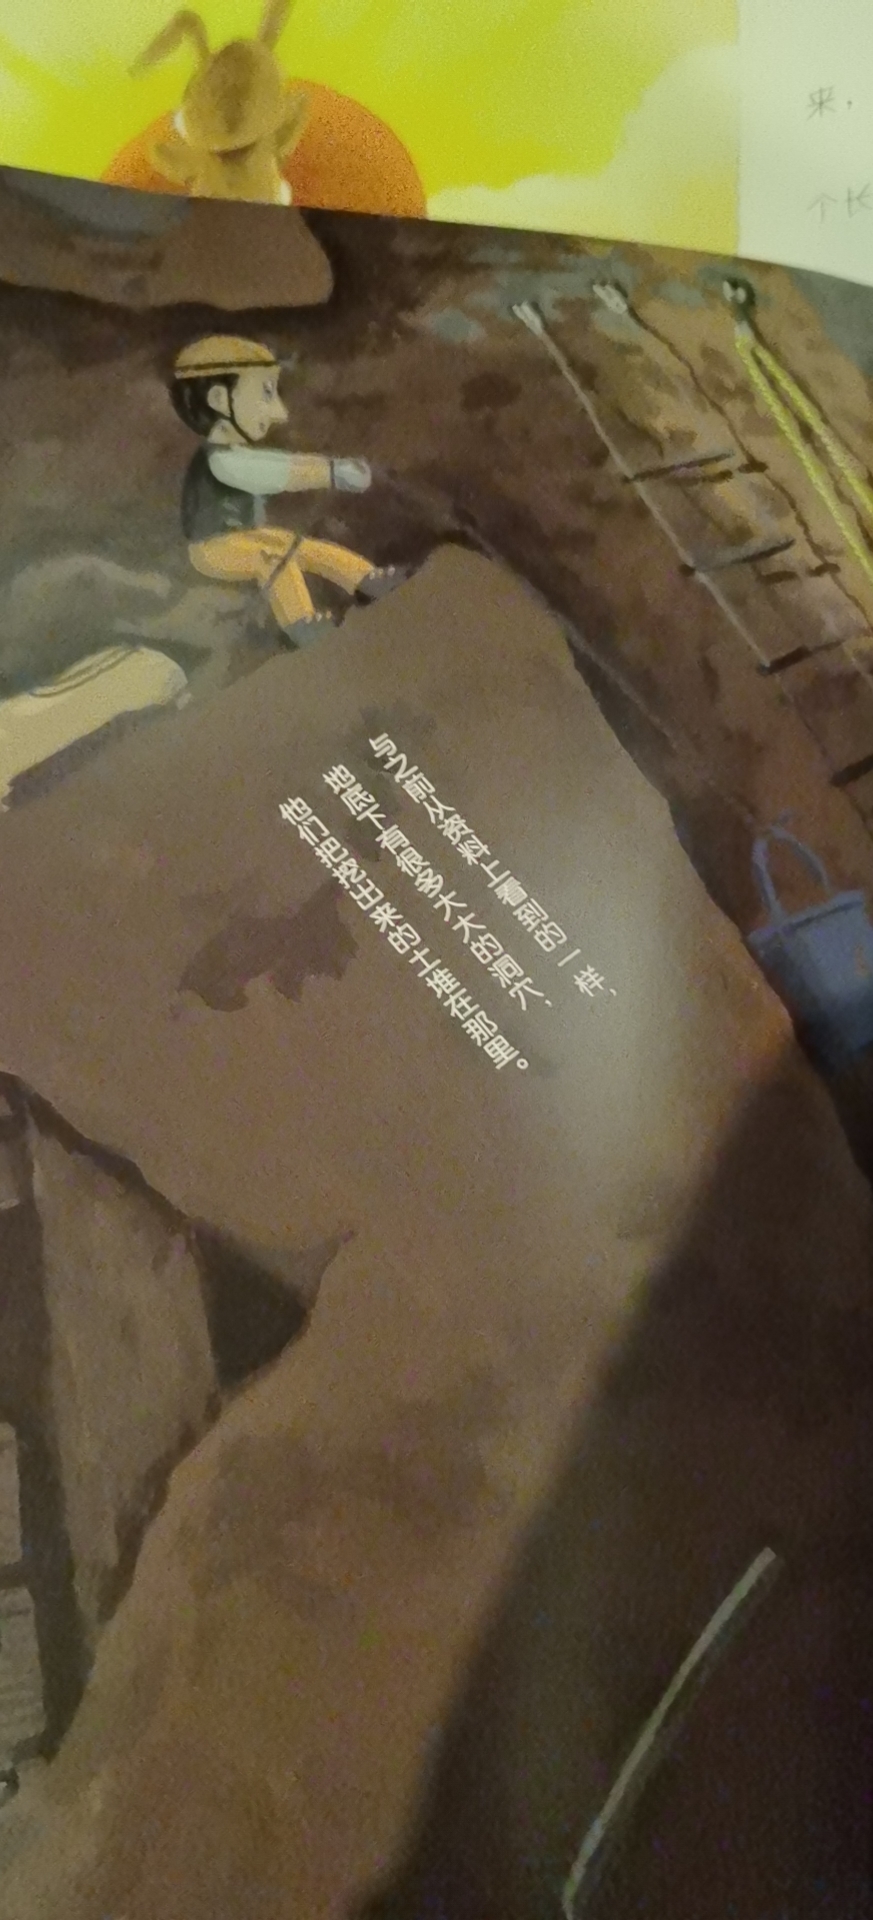 来，
个长
与之前从资料上看到的一样，
地底下有很多大大的洞穴，
他们把挖出来的土堆在那里。